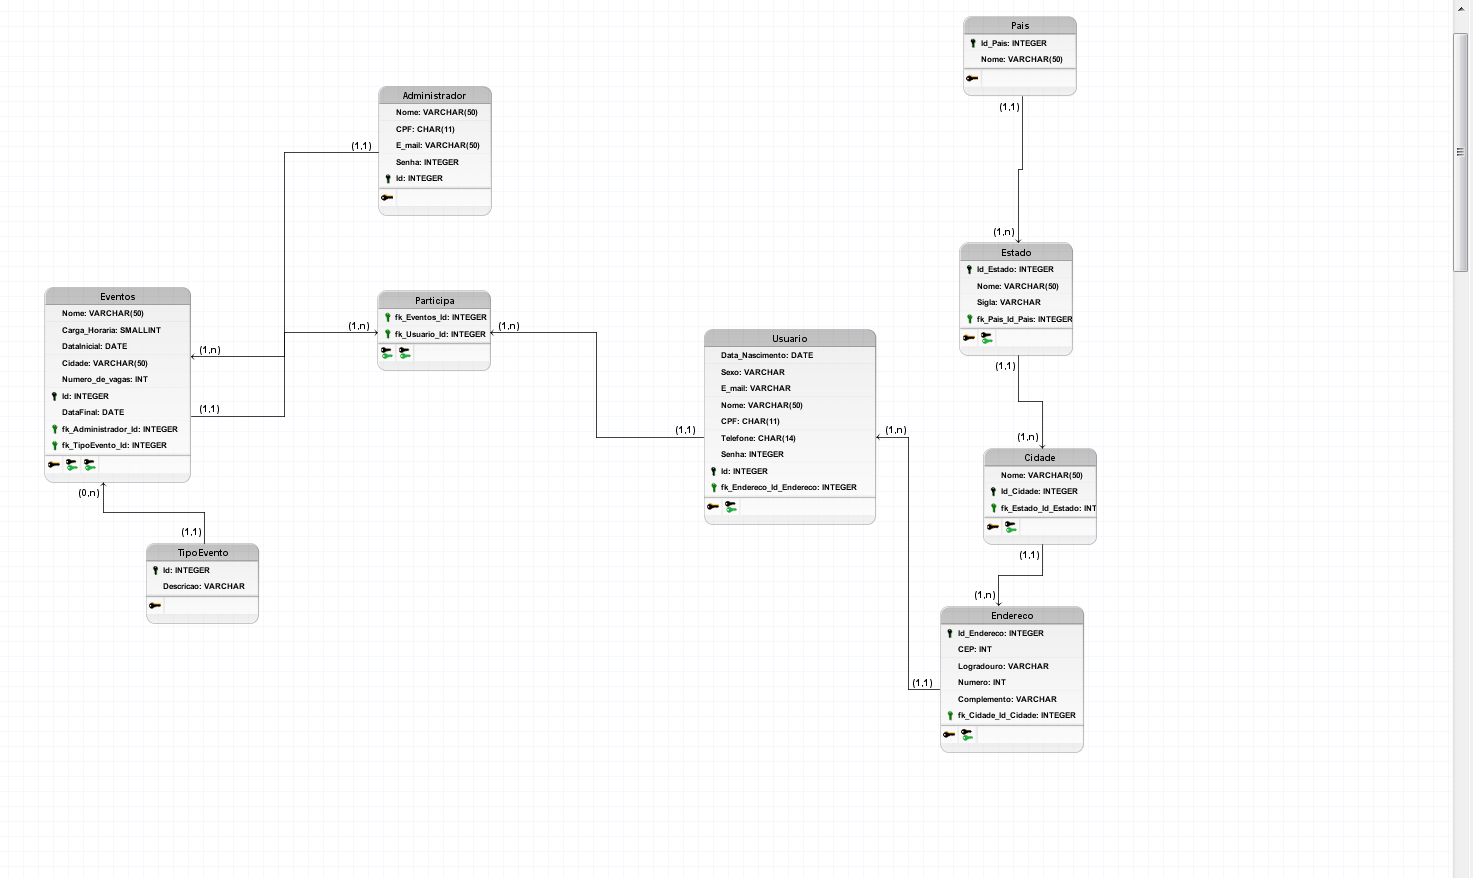 Pais
Id_Pais: INTEGER
Nome: VARCHAR(50)
(1,1)
Administrador
Nome: VARCHAR(50)
CPF: CHAR(11)
E_mail: VARCHAR(50)
Senha: INTEGER
Id: INTEGER
(1,1)
(1,n)
Estado
Id_Estado: INTEGER
Nome: VARCHAR(50)
Sigla: VARCHAR
fk_Pais_Id_Pais: INTEGER
(1,1)
Eventos
Nome: VARCHAR(50)
Carga_Horaria: SMALLINT
DataInicial: DATE
Cidade: VARCHAR(50)
Numero_de_vagas: INT
Id: INTEGER
DataFinal: DATE
fk_Administrador_Id: INTEGER
fk_TipoEvento_Id: INTEGER
(1,n)
(1,1)
(0,n)
Participa
fk_Eventos_Id: INTEGER
fk_Usuario_Id: INTEGER
(1,n)
(1,n)
Usuario
Data_Nascimento: DATE
Sexo: VARCHAR
E_mail: VARCHAR
Nome: VARCHAR(50)
CPF: CHAR(11)
Telefone: CHAR(14)
Senha: INTEGER
Id: INTEGER
fk_Endereco_Id_Endereco: INTEGER
(1,1)
(1,n)
(1,n)
Cidade
Nome: VARCHAR(50)
Id_Cidade: INTEGER
fk_Estado_Id_Estado: INT
(1,1)
(1,1)
TipoEvento
Id: INTEGER
Descricao: VARCHAR
(1,n)
Endereco
Id_Endereco: INTEGER
CEP: INT
Logradouro: VARCHAR
Numero: INT
Complemento: VARCHAR
fk_Cidade_Id_Cidade: INTEGER
(1,1)